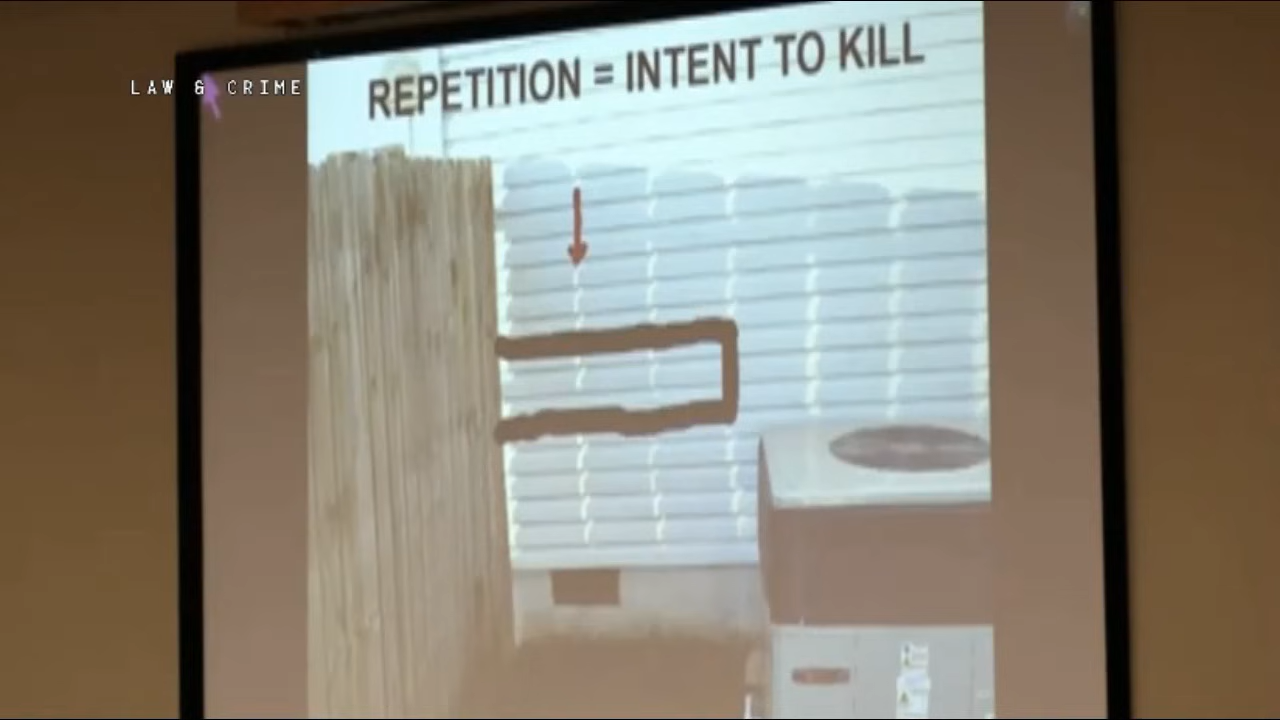 REPETITION = INTENT TO KILL
LAW & CRIME